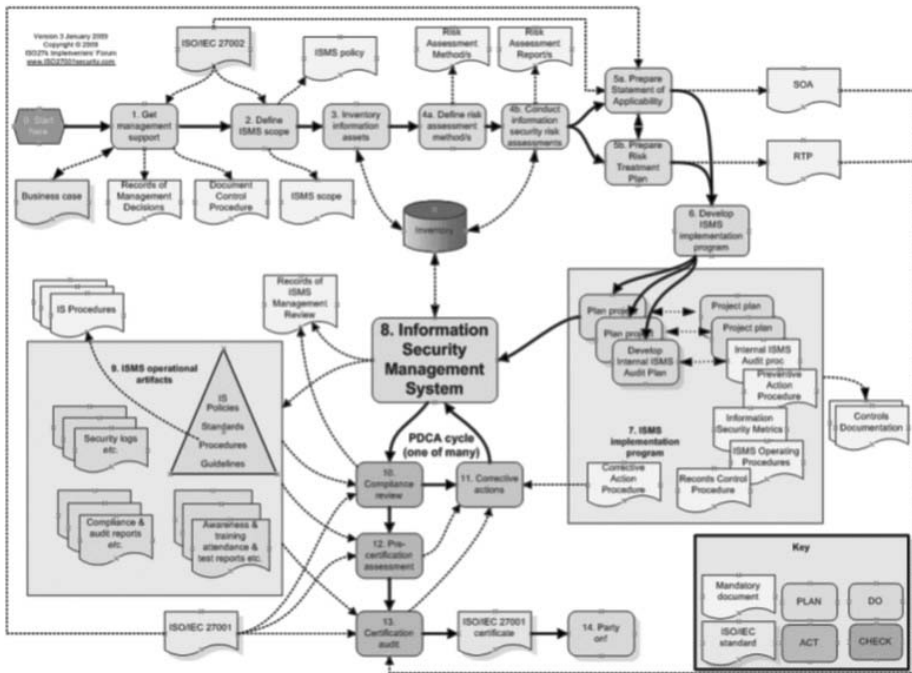 Version 3 January 2009
Copyright © 2009
ISO27k Implementers' Forum
www.ISO27001security.com
ISO/IEC 27002
ISMS policy
Risk
Assessment
Method/s
Risk
Assessment
Report/s
0. Start
here
1. Get
management
support
2. Define
ISMS scope
3. Inventory
information
assets
4a. Define risk
assessment
method/s
4b. Conduct
information
security risk
assessments
5a. Prepare
Statement of
Applicability
SOA
5b. Prepare
Risk
Treatment
Plan
RTP
Business case
Records of
Management
Decisions
Document
Control
Procedure
ISMS scope
Inventory
6. Develop
ISMS
implementation
program
IS Procedures
Records of
ISMS
Management
Review
8. Information
Security
Management
System
Plan project
Plan project
Develop
Internal ISMS
Audit Plan
Project plan
Project plan
Internal ISMS
Audit proc
Preventive
Action
Procedure
Information
Security Metrics
ISMS Operating
Procedures
Records Control
Procedure
Controls
Documentation
7. ISMS
implementation
program
Corrective
Action
Procedure
9. ISMS operational
artifacts
IS
Policies
Standards
Procedures
Guidelines
Security logs
etc.
Compliance &
audit reports
etc.
Awareness &
training
attendance &
test reports etc.
PDCA cycle
(one of many)
10.
Compliance
review
11. Corrective
actions
12. Pre-
certification
assessment
ISO/IEC 27001
13.
Certification
audit
ISO/IEC 27001
certificate
14. Party
on!
Key
Mandatory
document
PLAN
DO
ISO/IEC
standard
ACT
CHECK